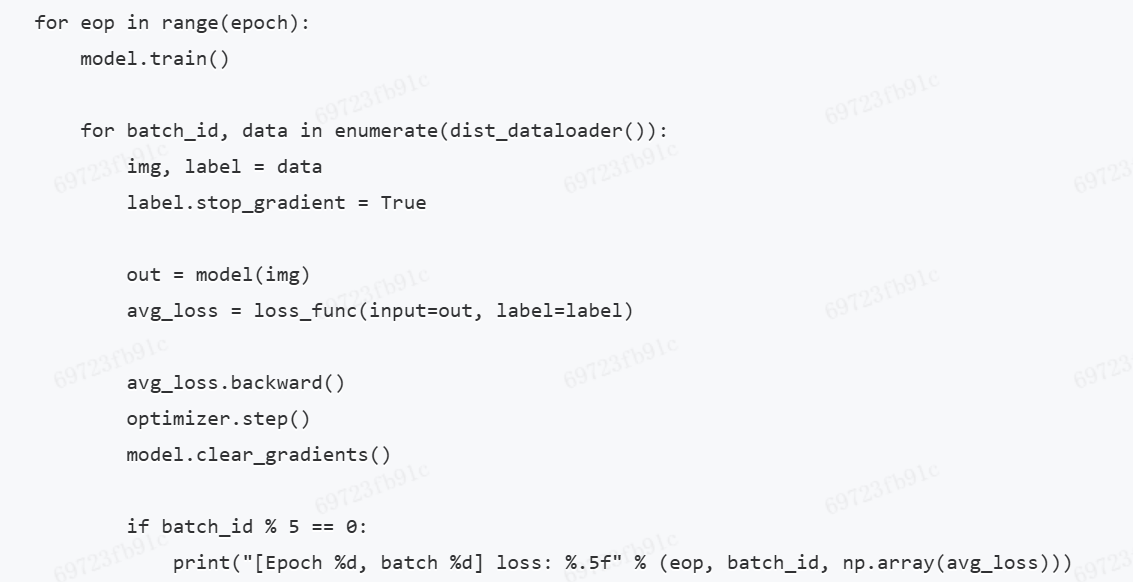 for eop in range(epoch):
    model.train()

    for batch_id, data in enumerate(dist_dataloader()):
        img, label = data
        label.stop_gradient = True

        out = model(img)
        avg_loss = loss_func(input=out, label=label)

        avg_loss.backward()
        optimizer.step()
        model.clear_gradients()

        if batch_id % 5 == 0:
            print("[Epoch %d, batch %d] loss: %.5f" % (eop, batch_id, np.array(avg_loss)))
69723fb91c
69723fb91c
69723fb91c
69723fb91c
69723
69723fb91c
69723fb91c
69723fb91c
69723fb91c
69723
69723fb91c
69723fb91c
69723fb91c
69723fb91c
69723